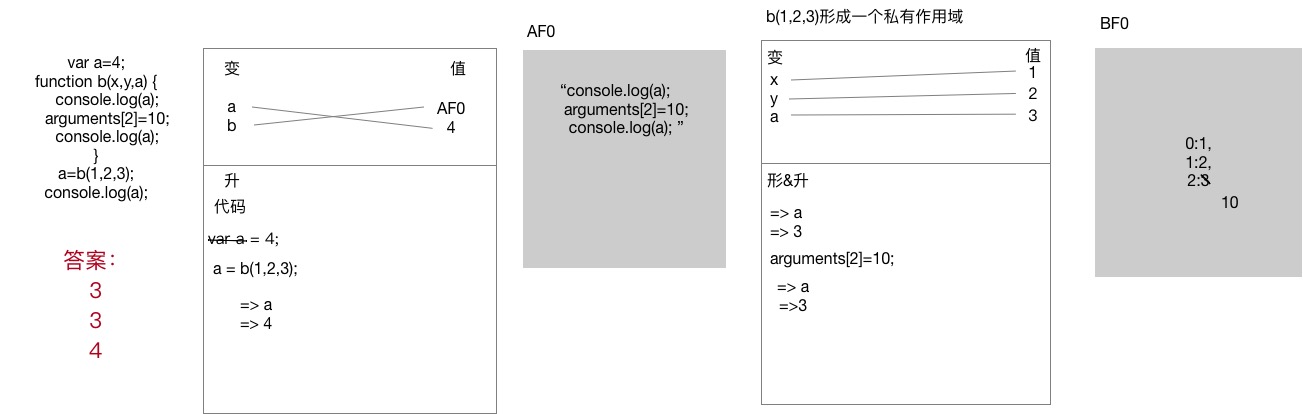 var a=4;
function b(x,y,a) {
console.log(a);
arguments[2]=10;
console.log(a);
}
a=b(1,2,3);
console.log(a);
答案：
3
3
4
变
值
a
AF0
b
4
升
代码
var a = 4;
a = b(1,2,3);
=> a
=> 4
AF0
“console.log(a);
arguments[2]=10;
console.log(a); ”
b(1,2,3)形成一个私有作用域
变
值
x
1
y
2
a
3
形&升
=> a
=> 3
arguments[2]=10;
=> a
=>3
BF0
0:1,
1:2,
2:3
10